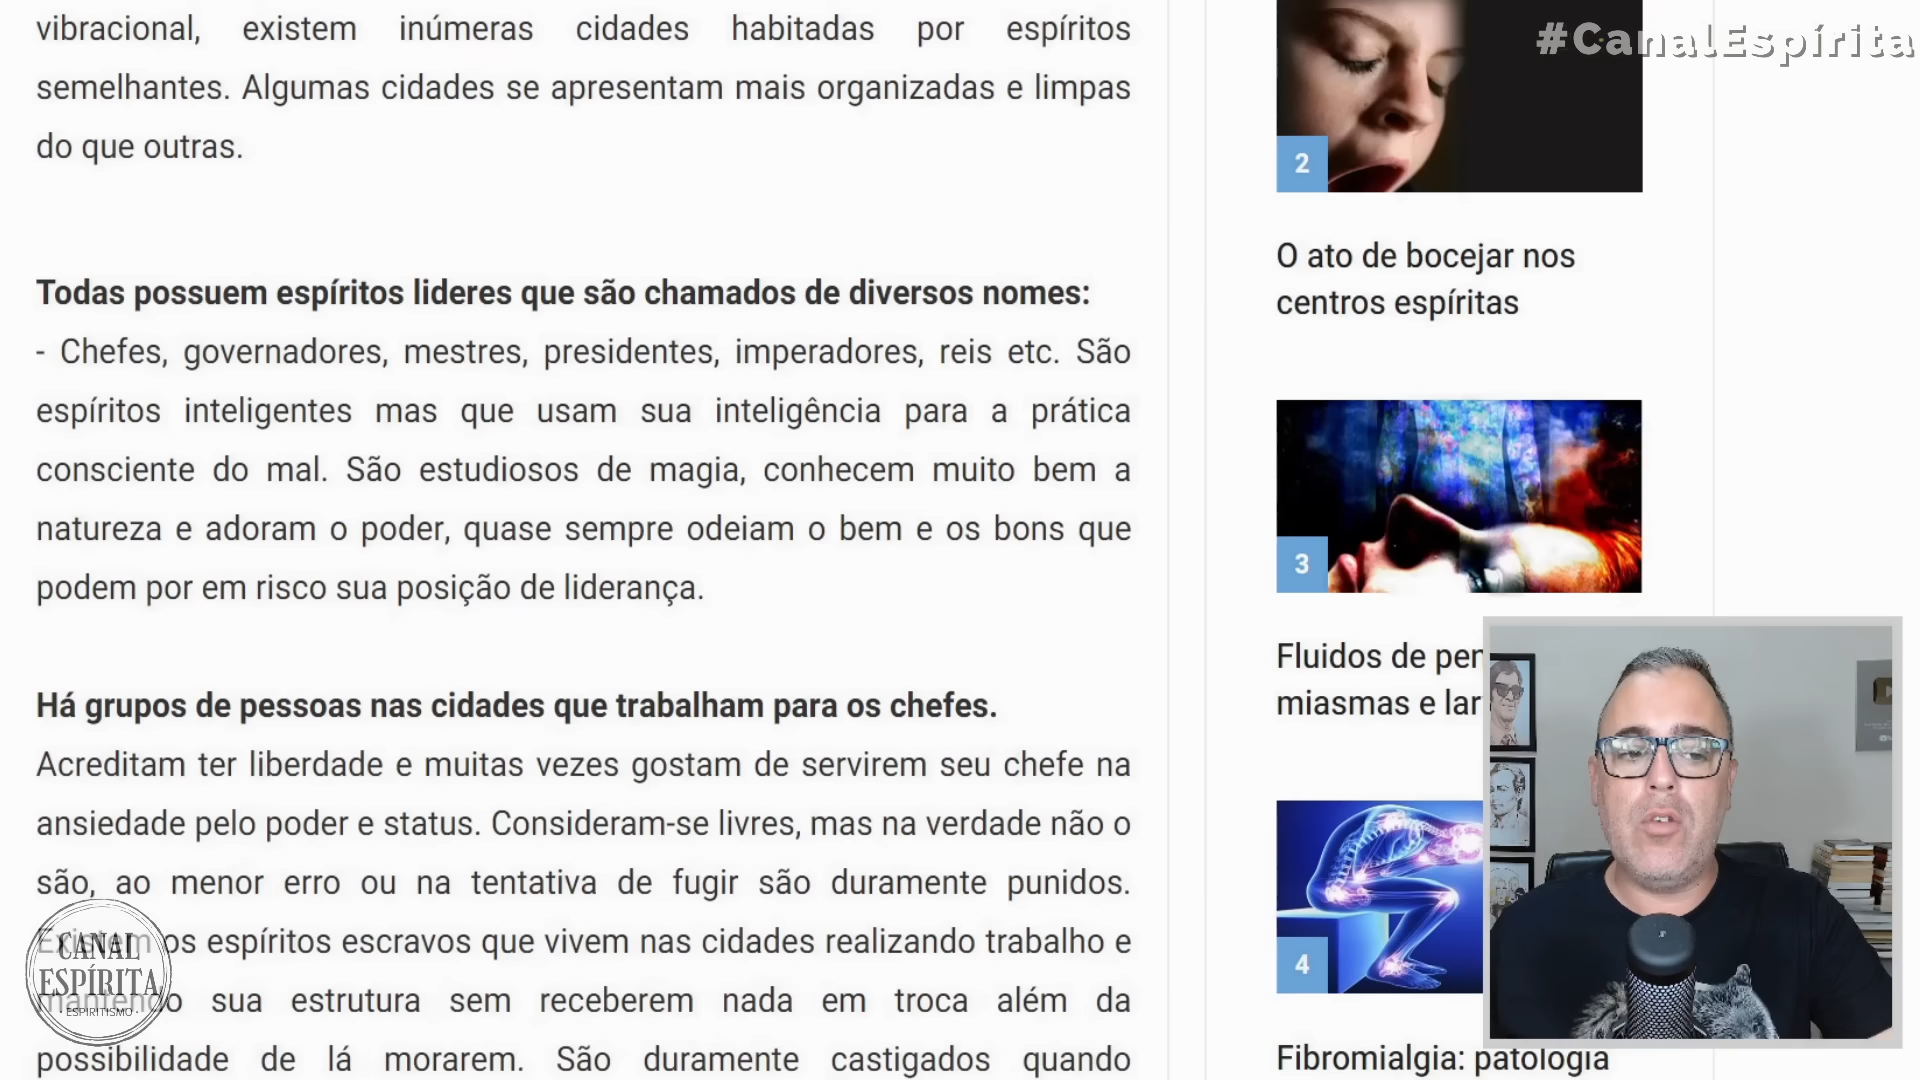 vibracional, existem inúmeras cidades habitadas por espíritos
semelhantes. Algumas cidades se apresentam mais organizadas e limpas
do que outras.
Todas possuem espíritos lideres que são chamados de diversos nomes:
- Chefes, governadores, mestres, presidentes, imperadores, reis etc. São
espíritos inteligentes mas que usam sua inteligência para a prática
consciente do mal. São estudiosos de magia, conhecem muito bem a
natureza e adoram o poder, quase sempre odeiam o bem e os bons que
podem por em risco sua posição de liderança.
Há grupos de pessoas nas cidades que trabalham para os chefes.
Acreditam ter liberdade e muitas vezes gostam de servirem seu chefe na
ansiedade pelo poder e status. Consideram-se livres, mas na verdade não o
são, ao menor erro ou na tentativa de fugir são duramente punidos.
Existem os espíritos escravos que vivem nas cidades realizando trabalho e
mantendo sua estrutura sem receberem nada em troca além da
possibilidade de lá morarem. São duramente castigados quando
CANAL
ESPÍRITA
ESPIRITISMO
#CanalEspírita
2
O ato de bocejar nos
centros espíritas
3
Fluidos de pen
miasmas e lar
4
Fibromialgia: patologia